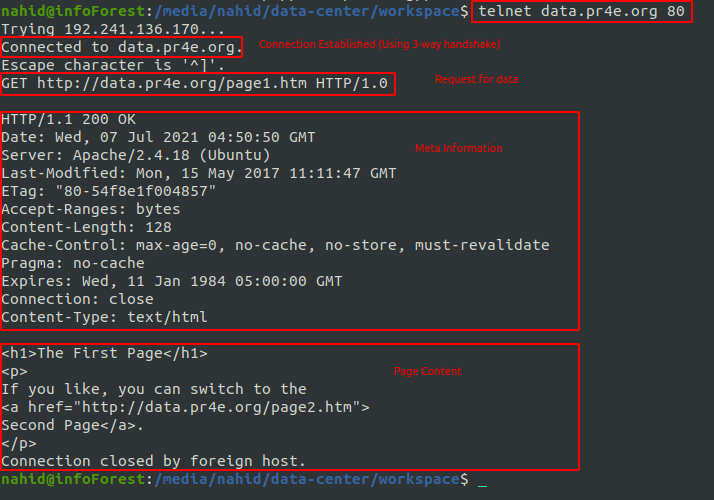 nahid@infoForest:/media/nahid/data-center/workspace$ telnet data.pr4e.org 80
Trying 192.241.136.170...
Connected to data.pr4e.org. Connection Established (Using 3-way handshake)
Escape character is '^]'.
GET http://data.pr4e.org/page1.htm HTTP/1.0 Request for data
HTTP/1.1 200 OK
Date: Wed, 07 Jul 2021 04:50:50 GMT
Server: Apache/2.4.18 (Ubuntu) Meta Information
Last-Modified: Mon, 15 May 2017 11:11:47 GMT
ETag: "80-54f8e1f004857"
Accept-Ranges: bytes
Content-Length: 128
Cache-Control: max-age=0, no-cache, no-store, must-revalidate
Pragma: no-cache
Expires: Wed, 11 Jan 1984 05:00:00 GMT
Connection: close
Content-Type: text/html
<h1>The First Page</h1>
<p> Page Content
If you like, you can switch to the
<a href="http://data.pr4e.org/page2.htm">
Second Page</a>.
</p>
Connection closed by foreign host.
nahid@infoForest:/media/nahid/data-center/workspace$ _